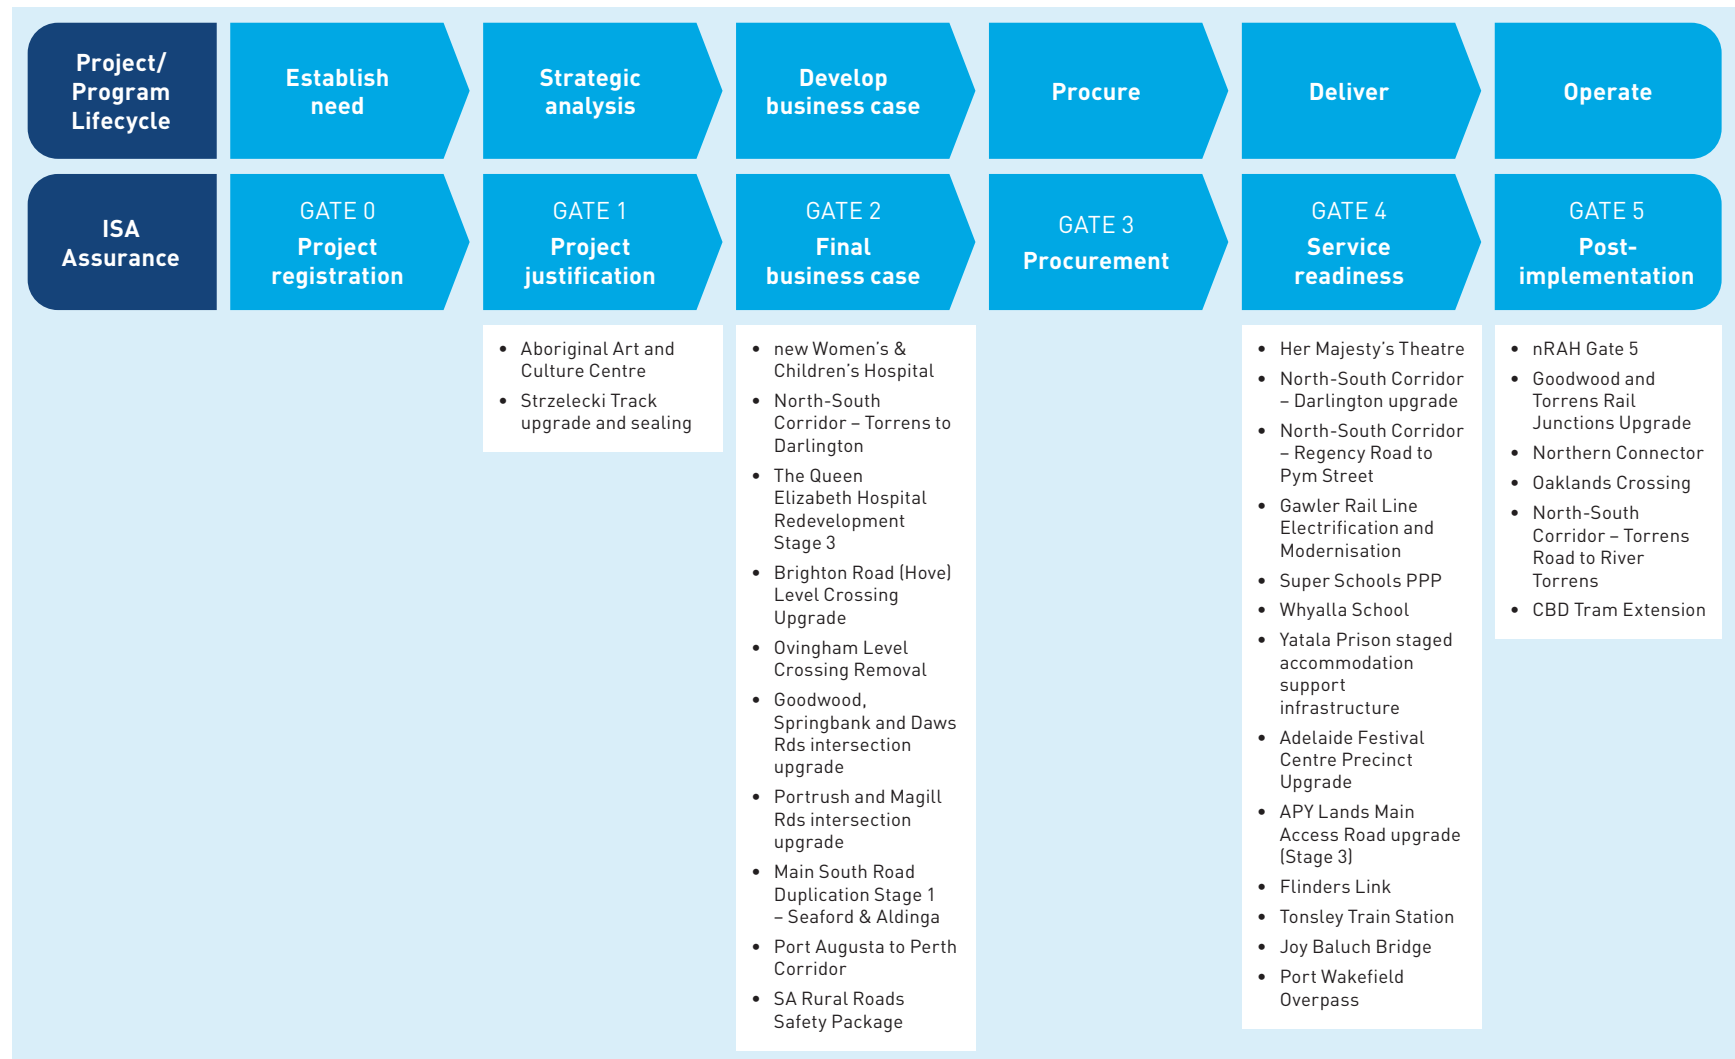 Project/
Program
Lifecycle
Establish
need
Strategic
analysis
Develop
business case
Procure
Deliver
Operate
ISA
Assurance
GATE 0
Project
registration
GATE 1
Project
justification
GATE 2
Final
business case
GATE 3
Procurement
GATE 4
Service
readiness
GATE 5
Post-
implementation
• Aboriginal Art and
Culture Centre
• Strzelecki Track
upgrade and sealing
• new Women's &
Children's Hospital
• North-South
Corridor – Torrens to
Darlington
• The Queen
Elizabeth Hospital
Redevelopment
Stage 3
• Brighton Road (Hove)
Level Crossing
Upgrade
• Ovingham Level
Crossing Removal
• Goodwood,
Springbank and Daws
Rds intersection
upgrade
• Portrush and Magill
Rds intersection
upgrade
• Main South Road
Duplication Stage 1
– Seaford & Aldinga
• Port Augusta to Perth
Corridor
• SA Rural Roads
Safety Package
• Her Majesty's Theatre
• North-South Corridor
– Darlington upgrade
• North-South Corridor
– Regency Road to
Pym Street
• Gawler Rail Line
Electrification and
Modernisation
• Super Schools PPP
• Whyalla School
• Yatala Prison staged
accommodation
support
infrastructure
• Adelaide Festival
Centre Precinct
Upgrade
• APY Lands Main
Access Road upgrade
(Stage 3)
• Flinders Link
• Tonsley Train Station
• Joy Baluch Bridge
• Port Wakefield
Overpass
• nRAH Gate 5
• Goodwood and
Torrens Rail
Junctions Upgrade
• Northern Connector
• Oaklands Crossing
• North-South
Corridor – Torrens
Road to River
Torrens
• CBD Tram Extension